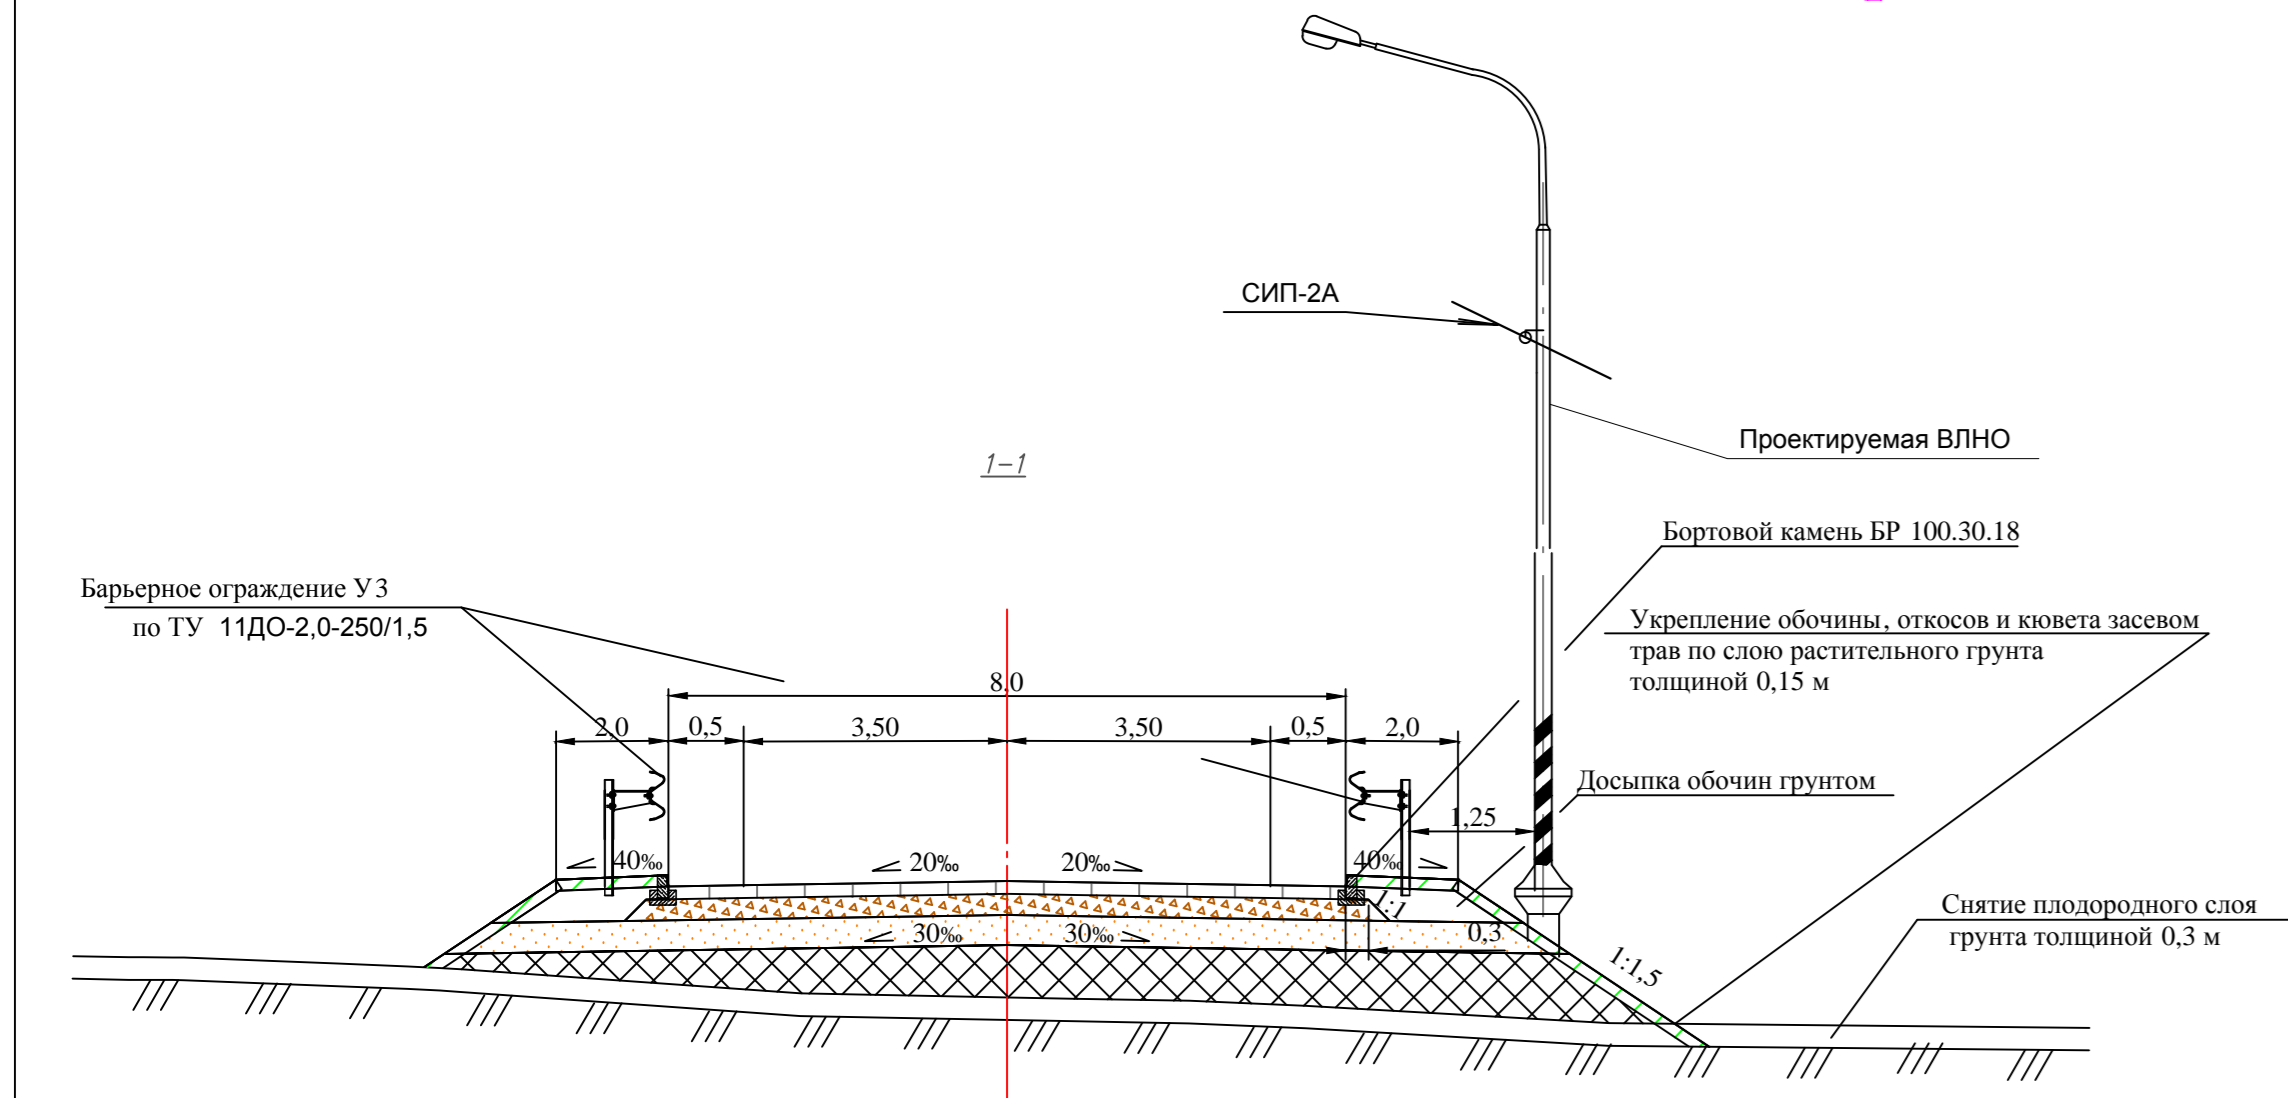 СИП-2А
Проектируемая ВЛНО
1-1
Бортовой камень БР 100.30.18
Барьерное ограждение У3
по ТУ 11ДО-2,0-250/1,5
Укрепление обочины, откосов и кювета засевом
трав по слою растительного грунта
толщиной 0,15 м
8,0
2,0 0,5 3,50 3,50 0,5 2,0
Досыпка обочин грунтом
1,25
40‰ 20‰ 20‰ 40‰
1:1
Снятие плодородного слоя
грунта толщиной 0,3 м
30‰ 30‰ 0,3
1:1,5